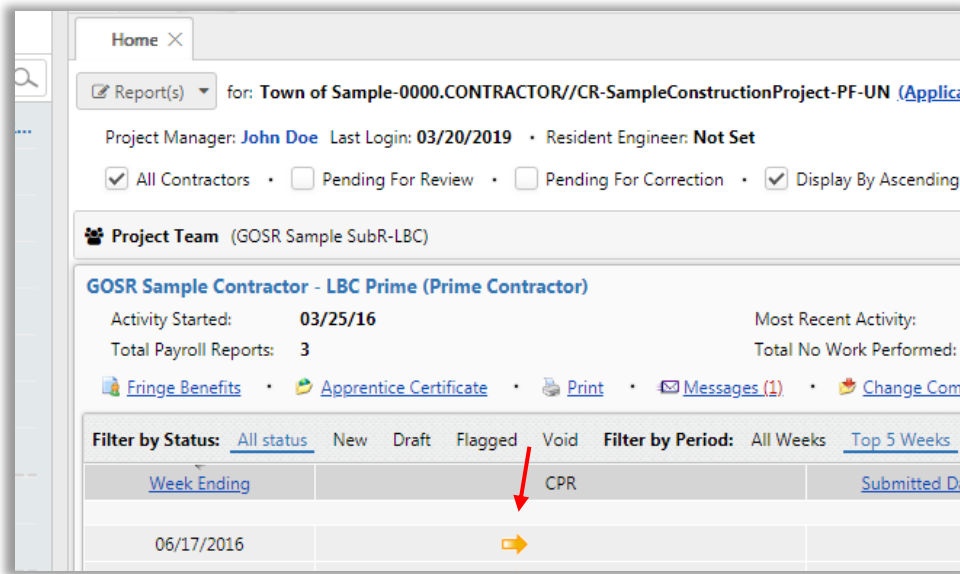 Home
Report(s) for: Town of Sample-0000.CONTRACTOR//CR-SampleConstructionProject-PF-UN
Project Manager: John Doe Last Login: 03/20/2019 · Resident Engineer: Not Set
All Contractors · Pending For Review · Pending For Correction · Display By Ascending
Project Team (GOSR Sample SubR-LBC)
GOSR Sample Contractor - LBC Prime (Prime Contractor)
Activity Started: 03/25/16 Most Recent Activity:
Total Payroll Reports: 3 Total No Work Performed:
Fringe Benefits · Apprentice Certificate · Print · Messages (1) · Change
Filter by Status: All status New Draft Flagged Void Filter by Period: All Weeks Top 5 Weeks
Week Ending CPR Submitted
06/17/2016